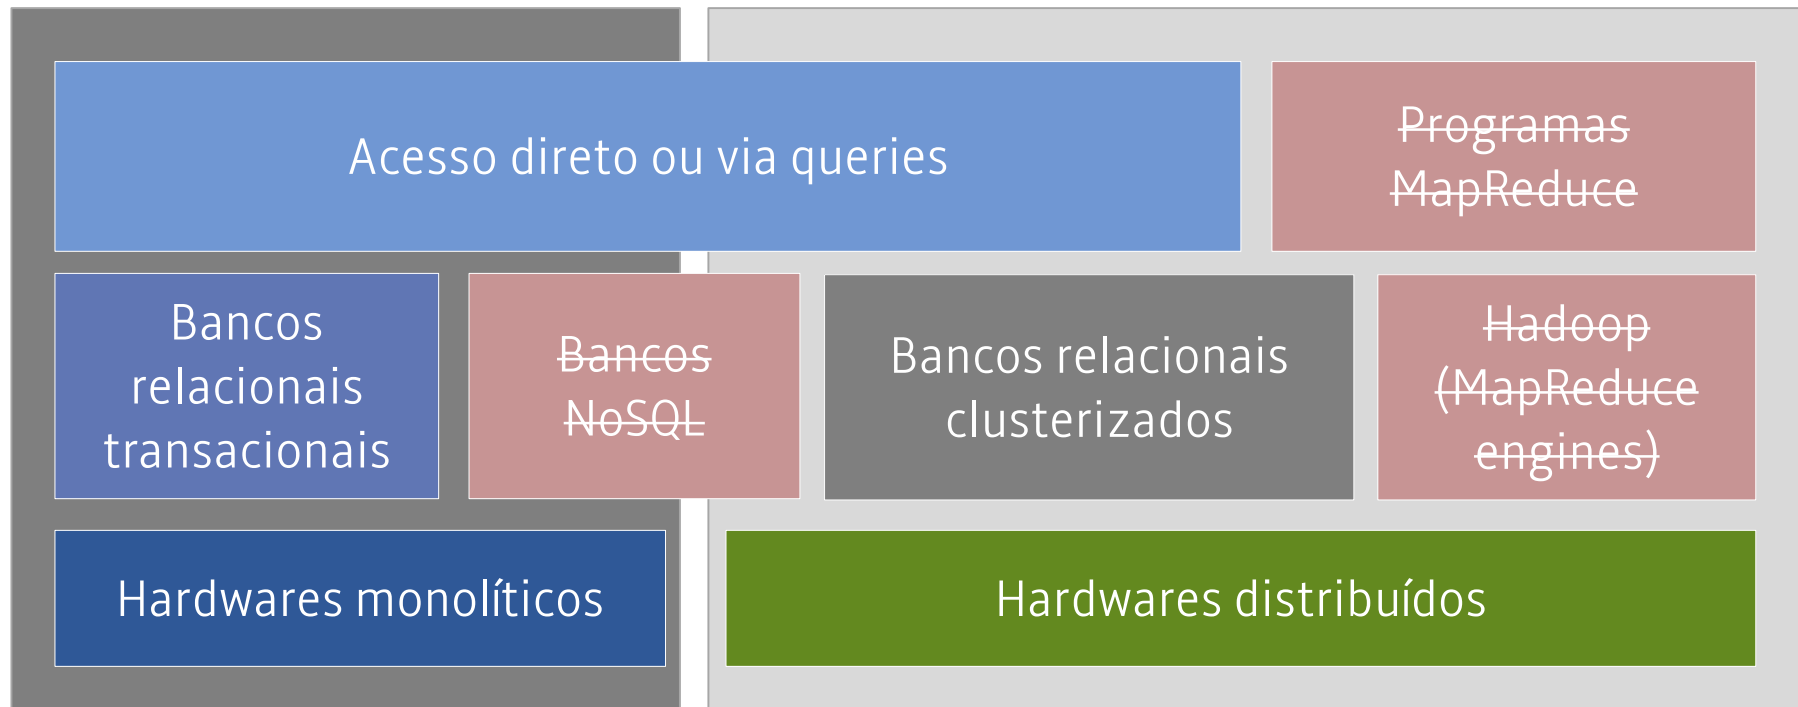 Acesso direto ou via queries
Programas
MapReduce
Bancos
relacionais
transacionais
Bancos
NoSQL
Bancos relacionais
clusterizados
Hadoop
(MapReduce
engines)
Hardwares monolíticos
Hardwares distribuídos